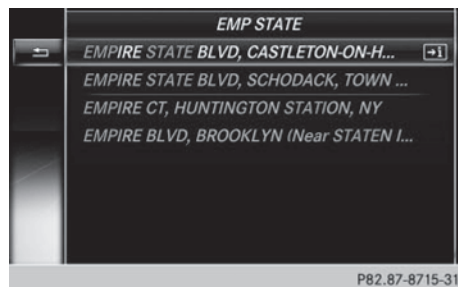 EMP STATE
EMPIRE STATE BLVD, CASTLETON-ON-H...
EMPIRE STATE BLVD, SCHODACK, TOWN ...
EMPIRE CT, HUNTINGTON STATION, NY
EMPIRE BLVD, BROOKLYN (Near STATEN I...
P82.87-8715-31